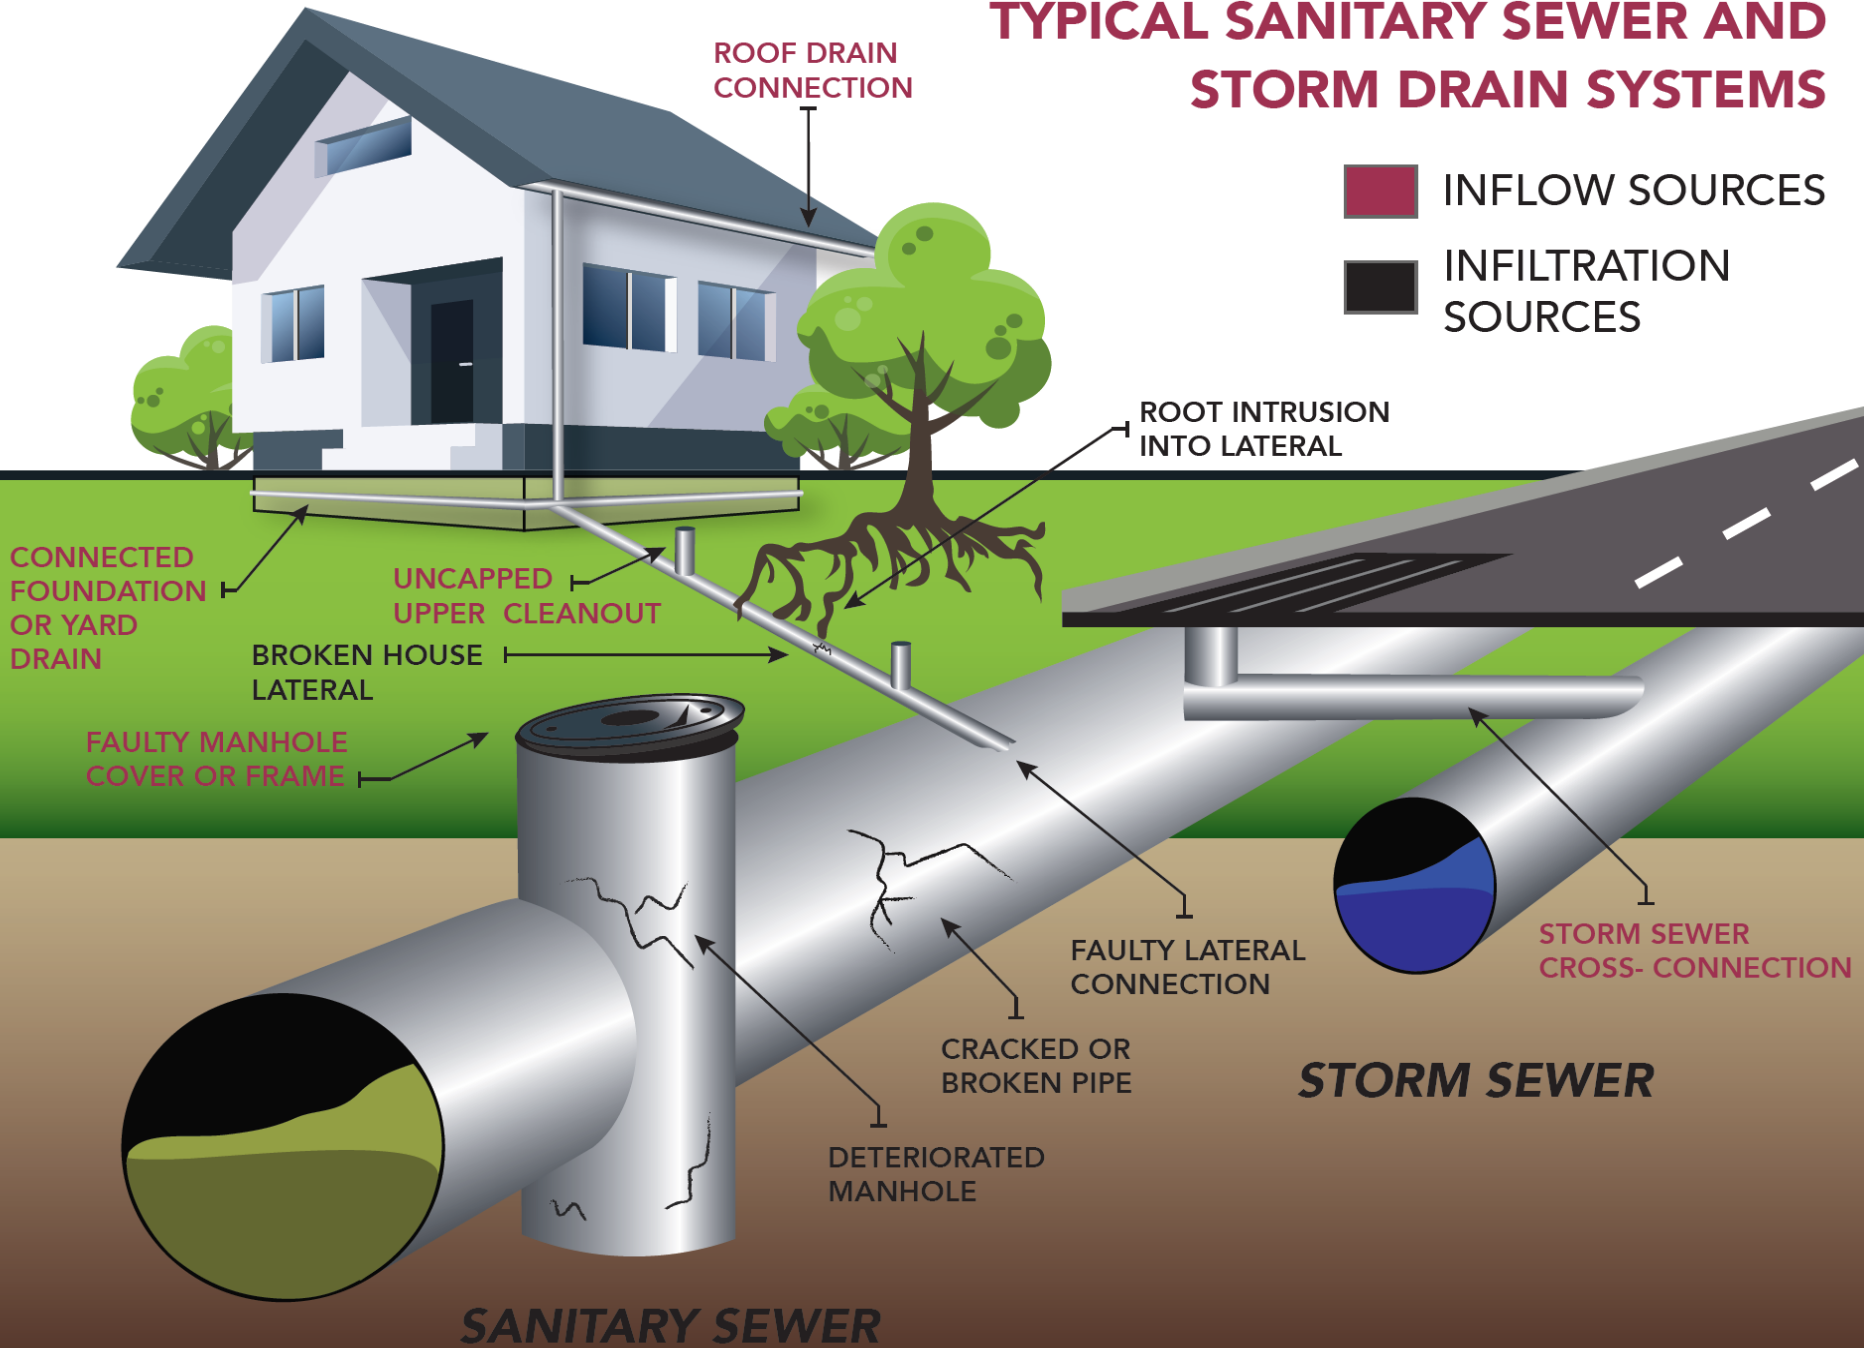 TYPICAL SANITARY SEWER AND
STORM DRAIN SYSTEMS
INFLOW SOURCES
INFILTRATION
SOURCES
ROOF DRAIN
CONNECTION
ROOT INTRUSION
INTO LATERAL
CONNECTED
FOUNDATION
OR YARD
DRAIN
UNCAPPED
UPPER CLEANOUT
BROKEN HOUSE
LATERAL
FAULTY MANHOLE
COVER OR FRAME
FAULTY LATERAL
CONNECTION
STORM SEWER
CROSS- CONNECTION
CRACKED OR
BROKEN PIPE
STORM SEWER
DETERIORATED
MANHOLE
SANITARY SEWER